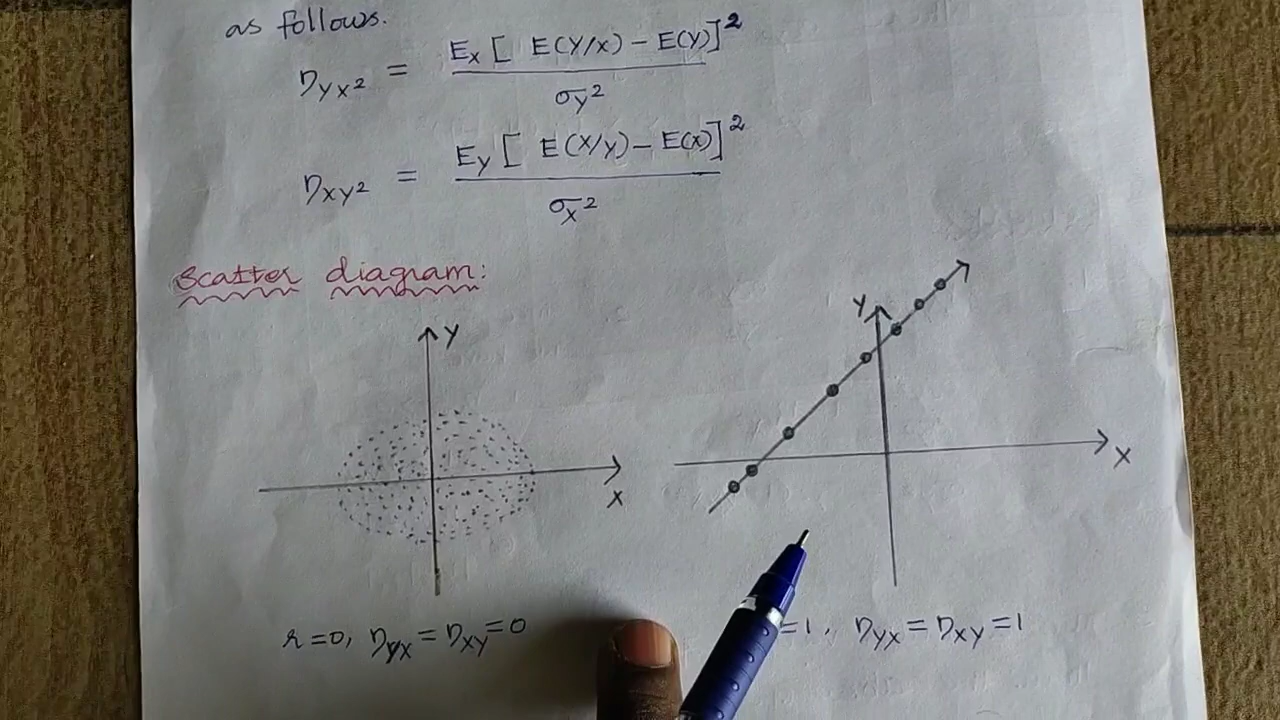 as follows.
ηyx² = Ex [ E(Y/x) – E(Y)]² / σy²
ηxy² = Ey [ E(X/y) – E(x)]² / σx²
Scatter diagram:
Y
Y
X
X
r=0, ηyx = ηxy = 0
=1, ηyx = ηxy = 1